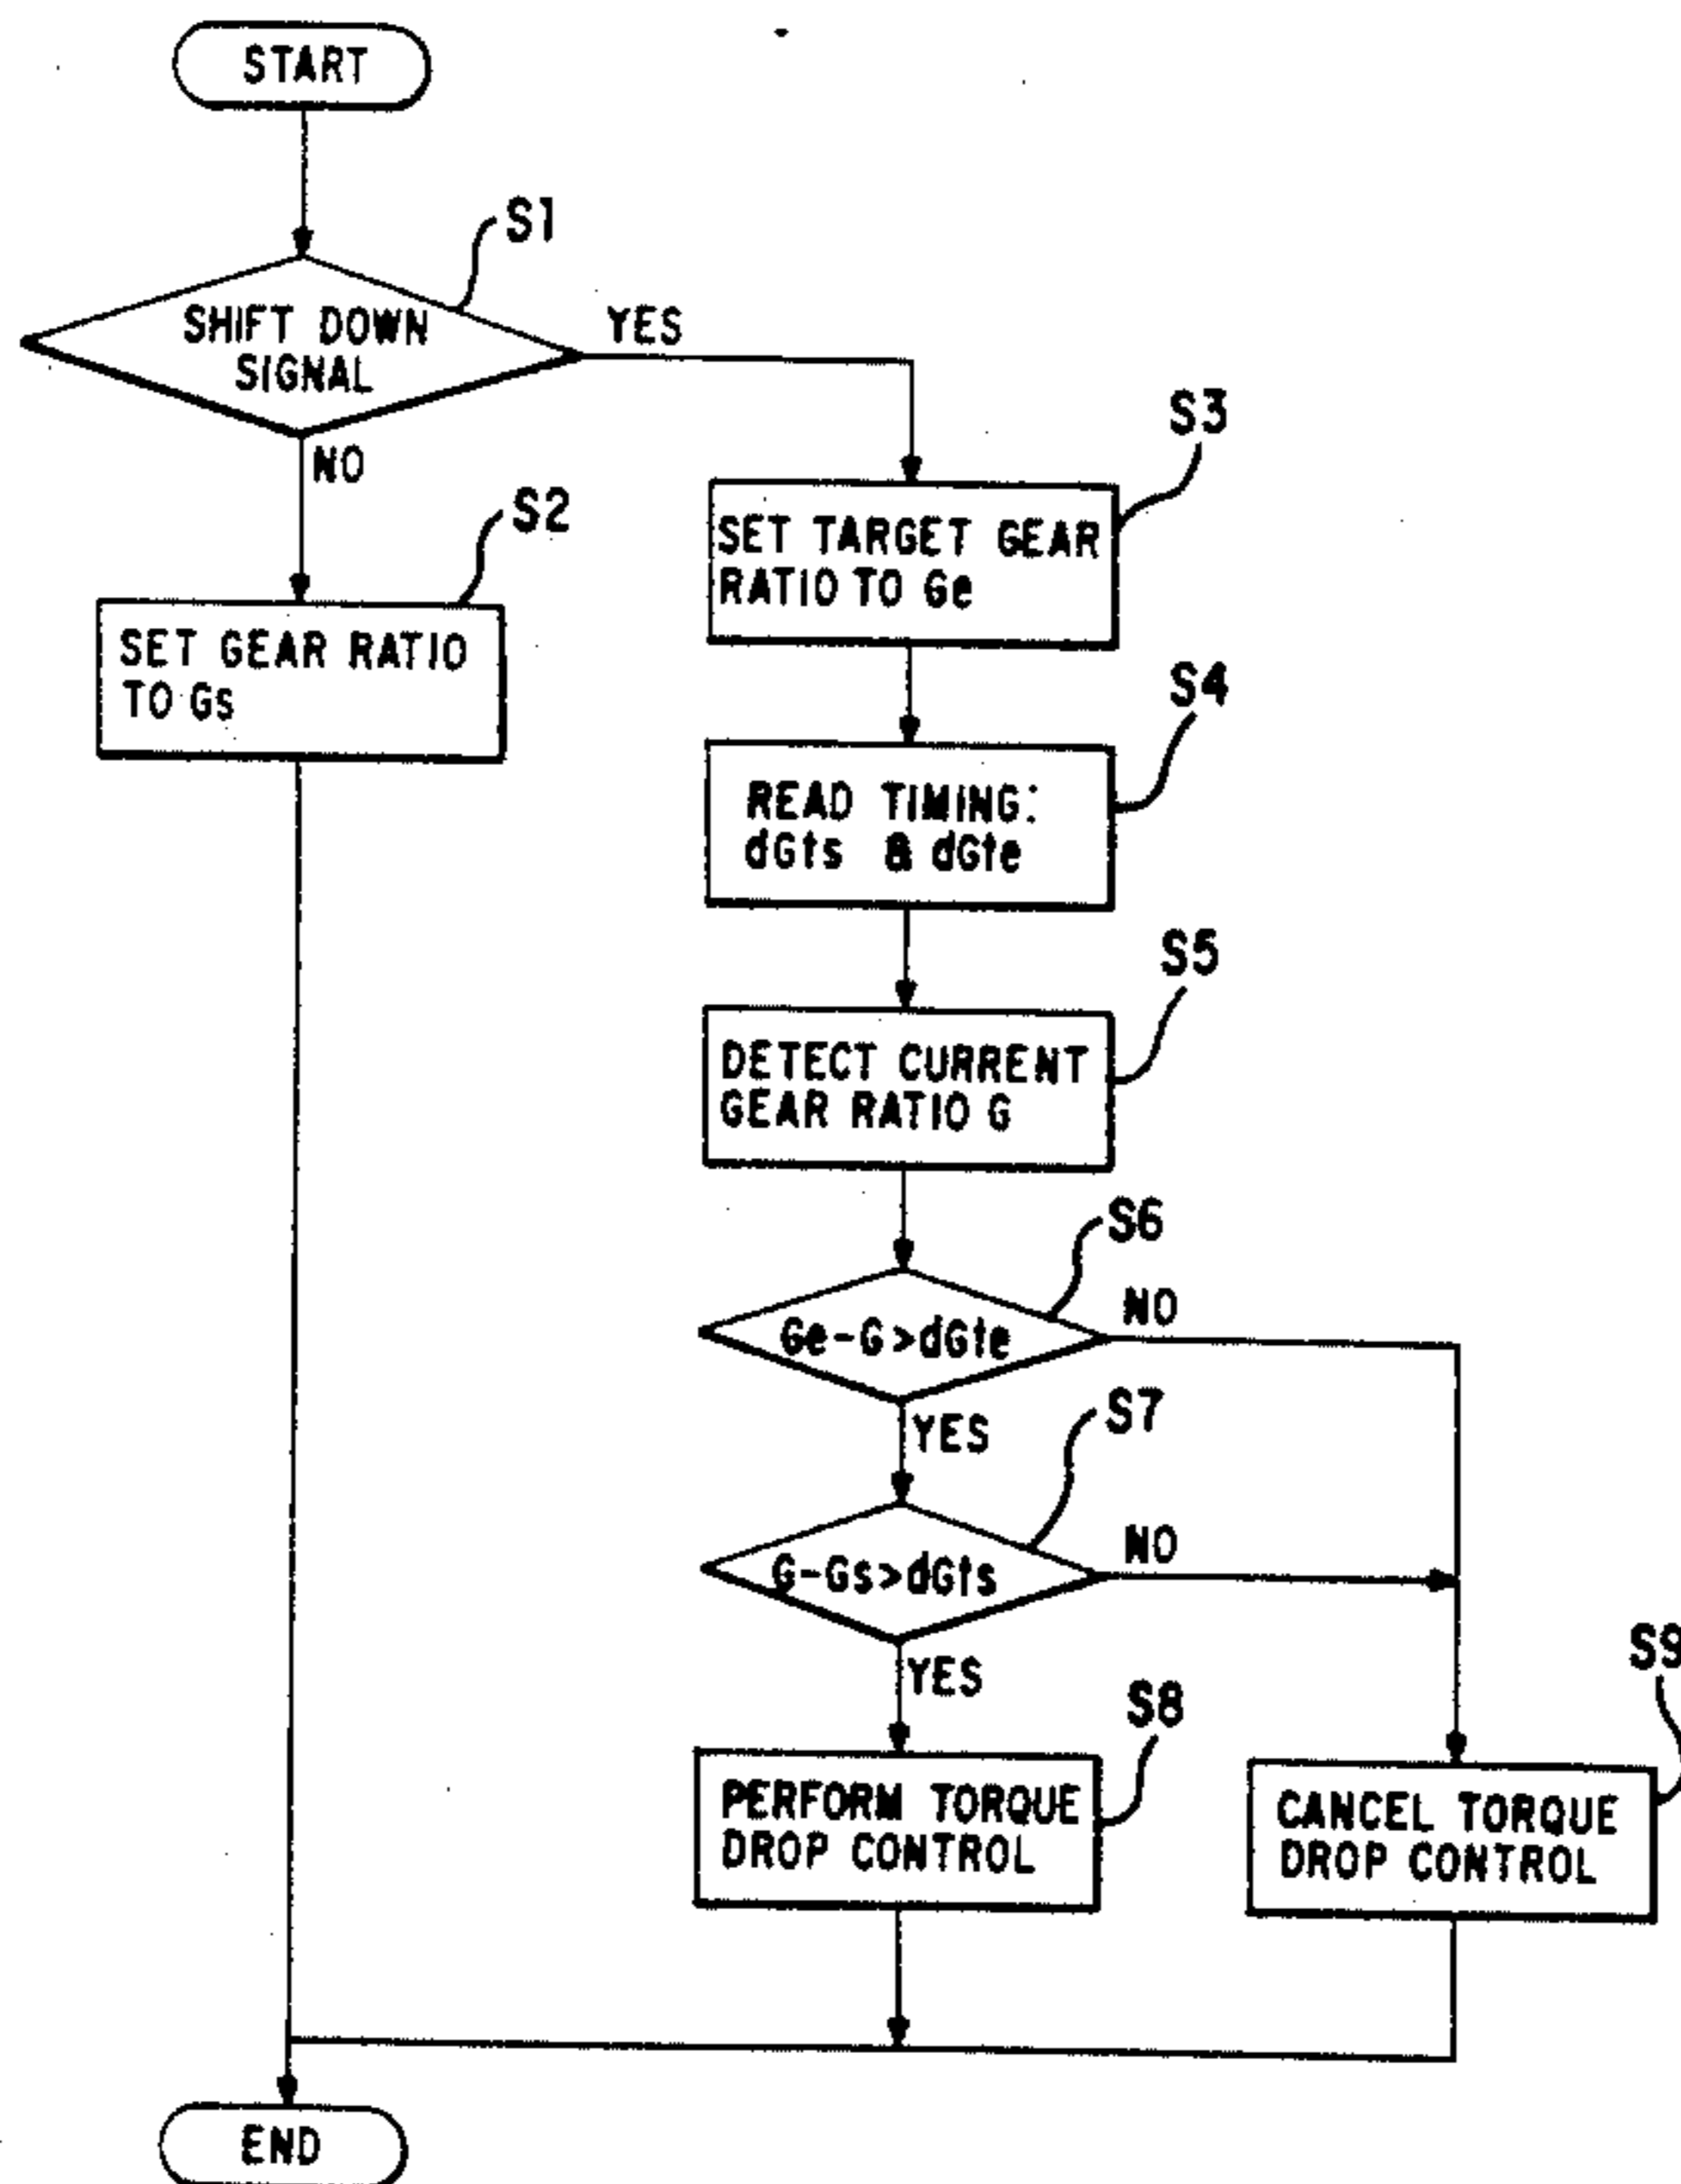 START
S1
SHIFT DOWN
SIGNAL
YES
NO
S2
SET GEAR RATIO
TO Gs
S3
SET TARGET GEAR
RATIO TO Ge
S4
READ TIMING:
dGts & dGte
S5
DETECT CURRENT
GEAR RATIO G
S6
Ge-G>dGte
NO
YES
S7
G-Gs>dGts
NO
YES
S8
PERFORM TORQUE
DROP CONTROL
S9
CANCEL TORQUE
DROP CONTROL
END